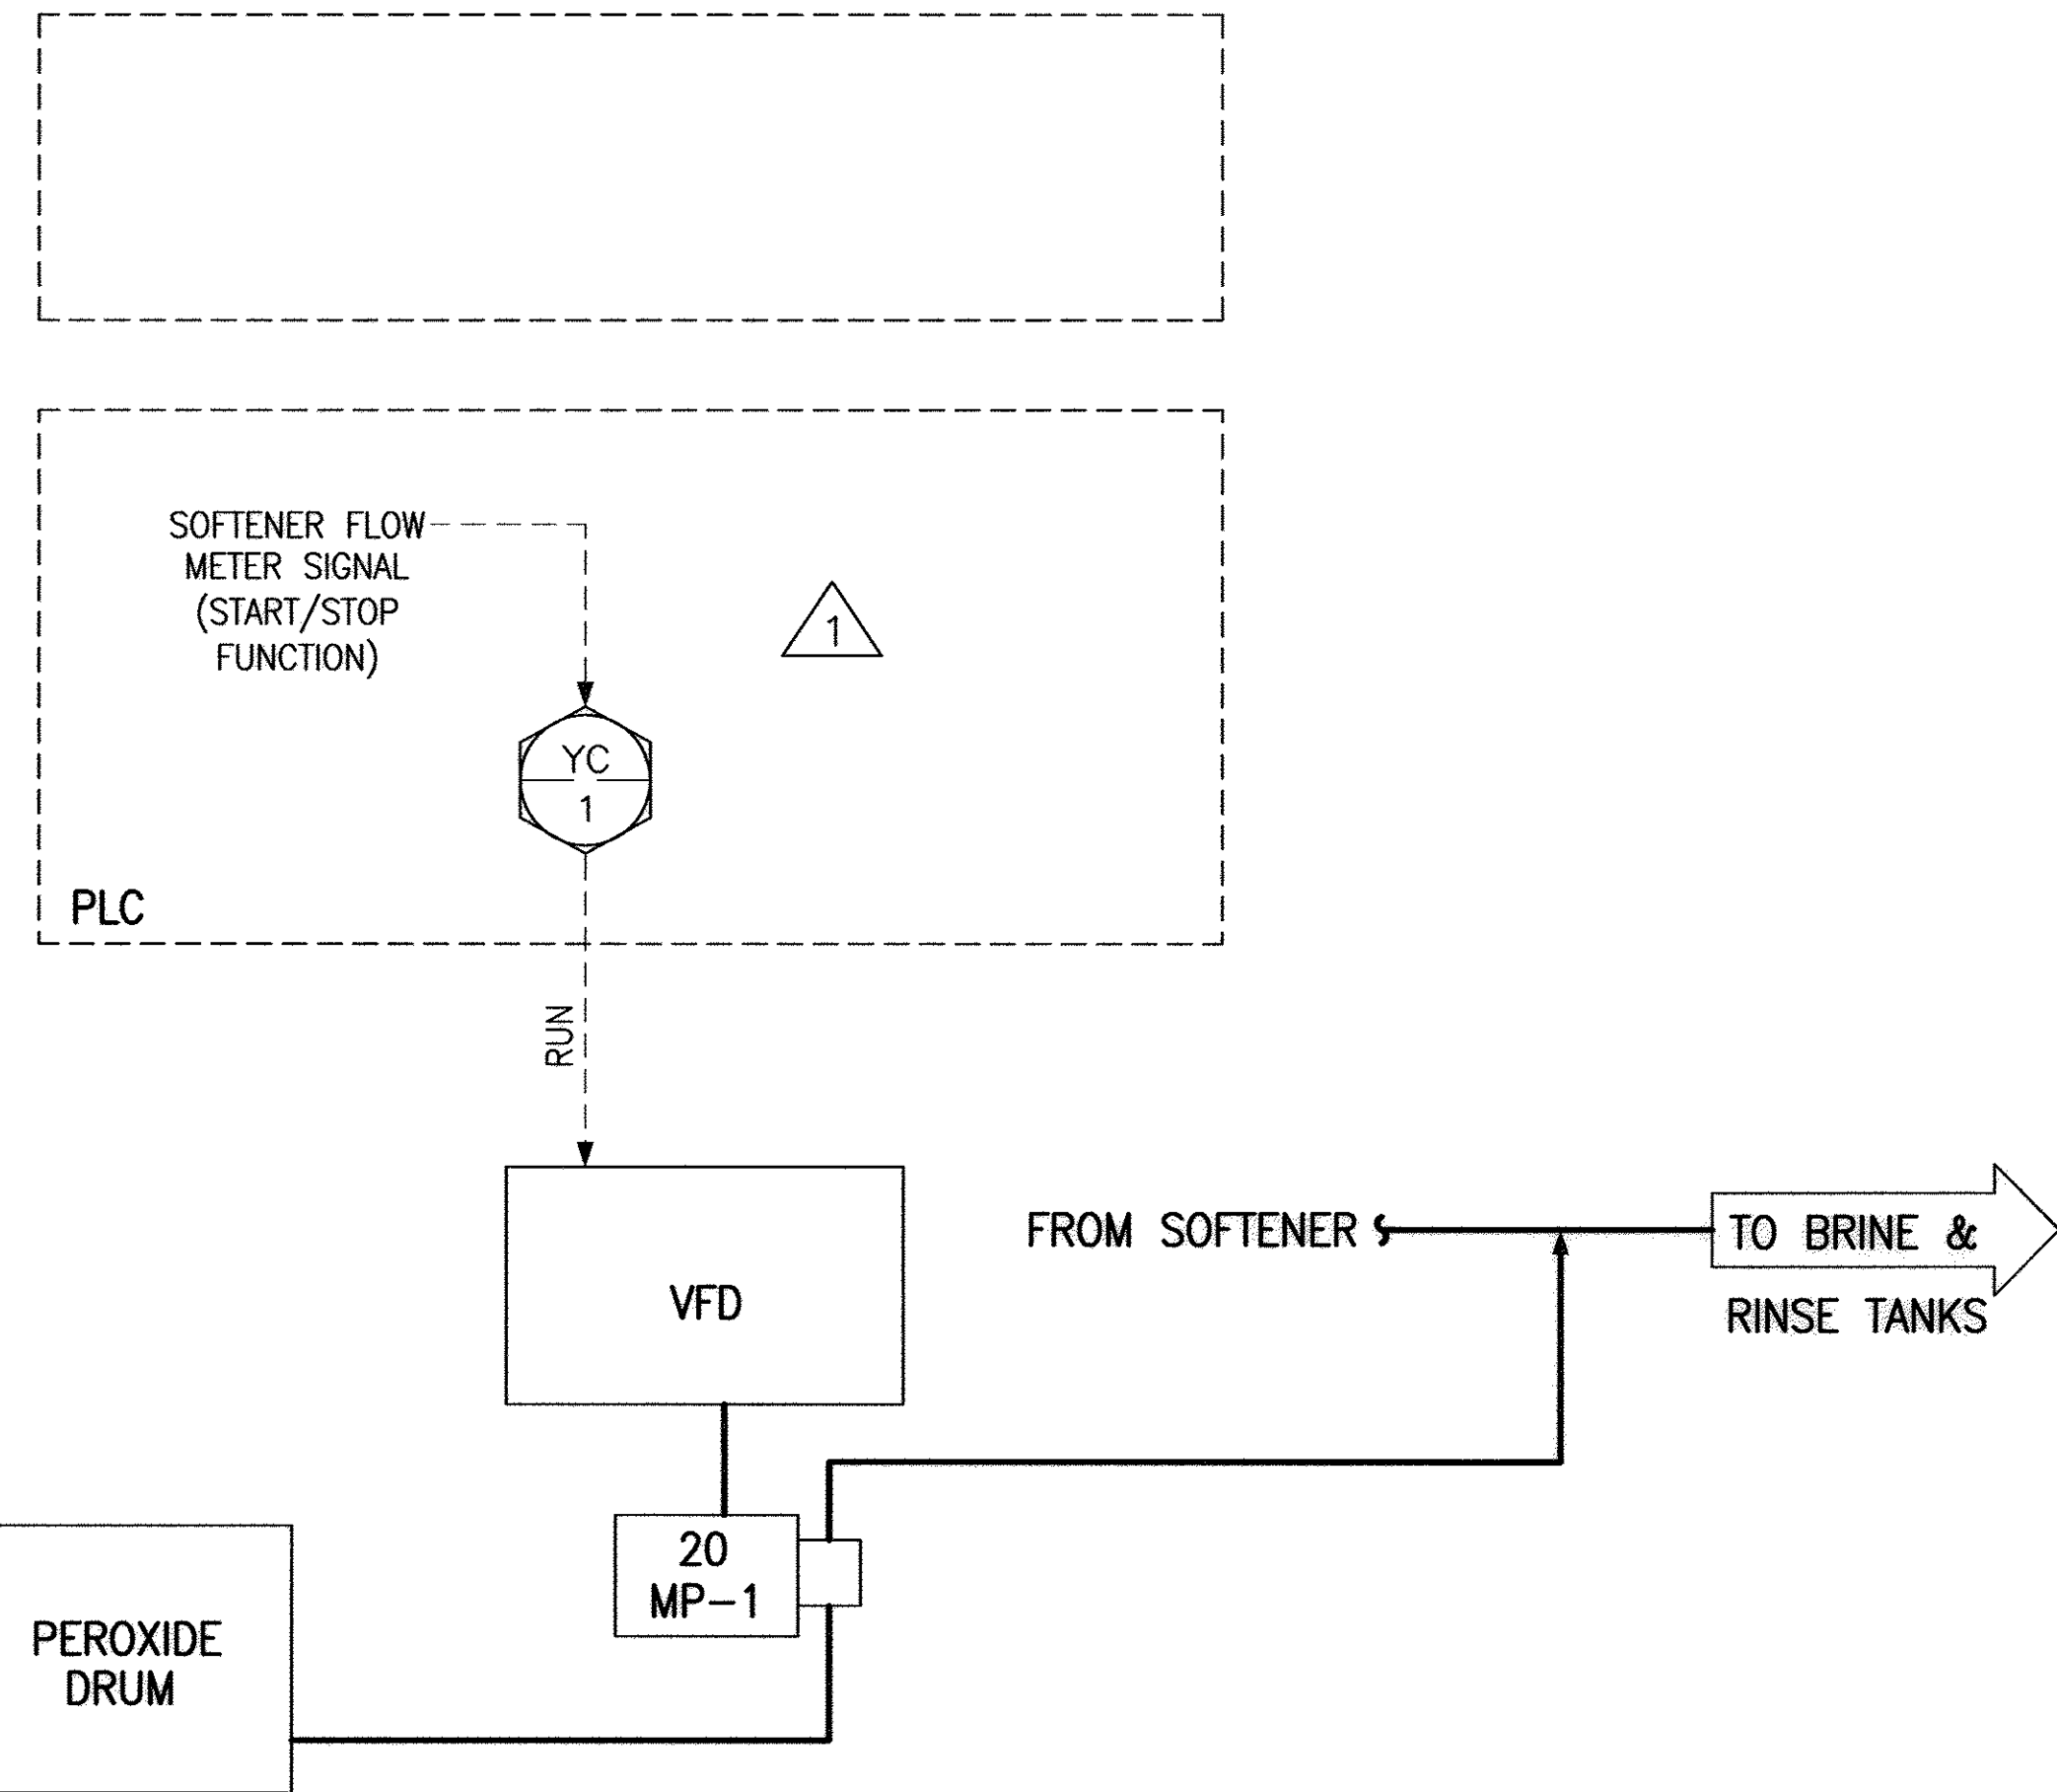 SOFTENER FLOW
METER SIGNAL
(START/STOP
FUNCTION)
1
YC
1
PLC
RUN
VFD
FROM SOFTENER
TO BRINE &
RINSE TANKS
20
MP-1
PEROXIDE
DRUM